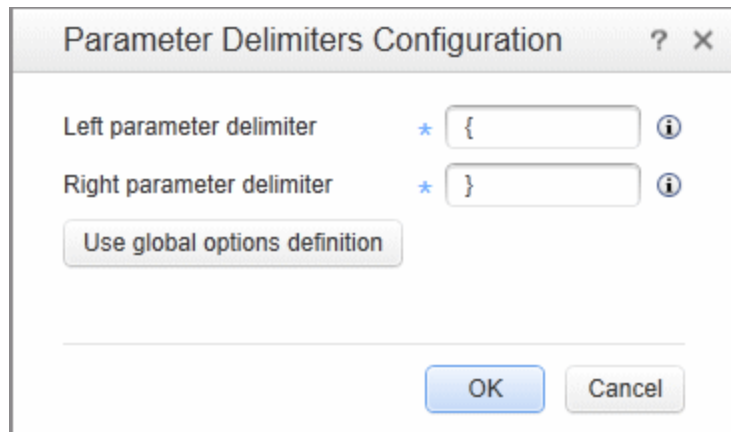 Parameter Delimiters Configuration ? ×
Left parameter delimiter * {
Right parameter delimiter * }
Use global options definition
OK Cancel